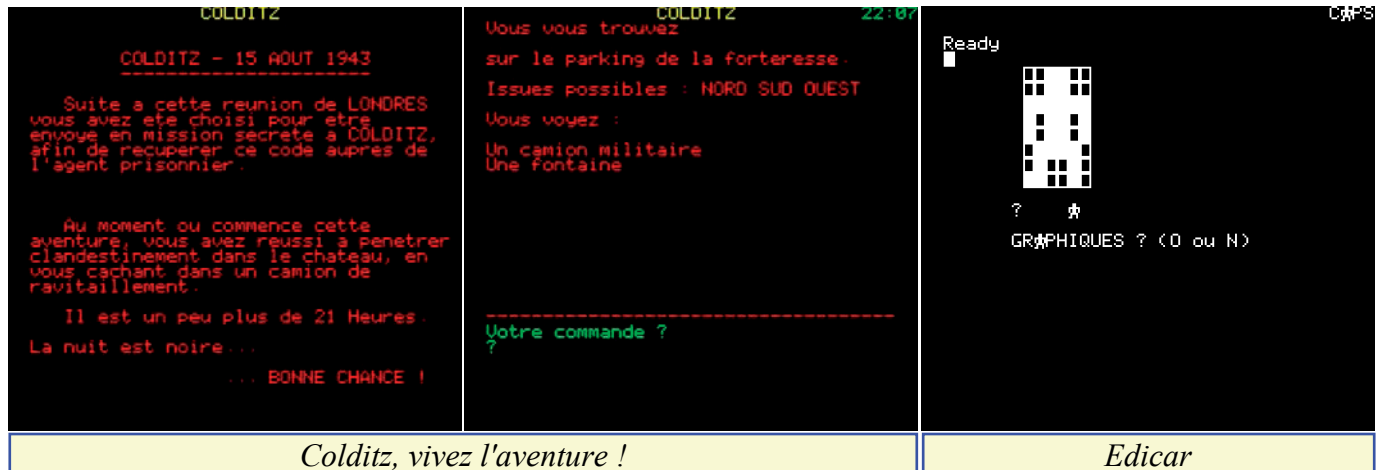 COLDITZ
COLDITZ - 15 AOUT 1943
Suite a cette reunion de LONDRES
vous avez ete choisi pour etre
envoye en mission secrete a COLDITZ,
afin de recuperer ce code aupres de
l'agent prisonnier.
Au moment ou commence cette
aventure, vous avez reussi a penetrer
clandestinement dans le chateau, en
vous cachant dans un camion de
ravitaillement.
Il est un peu plus de 21 Heures.
La nuit est noire...
... BONNE CHANCE !
COLDITZ 22:07
Vous vous trouvez
sur le parking de la forteresse.
Issues possibles : NORD SUD OUEST
Vous voyez :
Un camion militaire
Une fontaine
Votre commande ?
?
CAPS
Ready
?
GRAPHIQUES ? (O ou N)
Colditz, vivez l'aventure !
Edicar